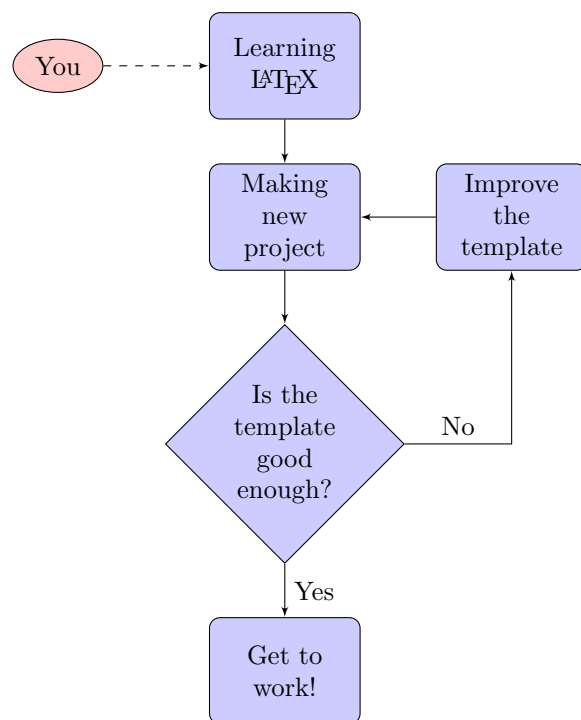 You
Learning
LATEX
Making
new
project
Improve
the
template
Is the
template
good
enough?
No
Yes
Get to
work!